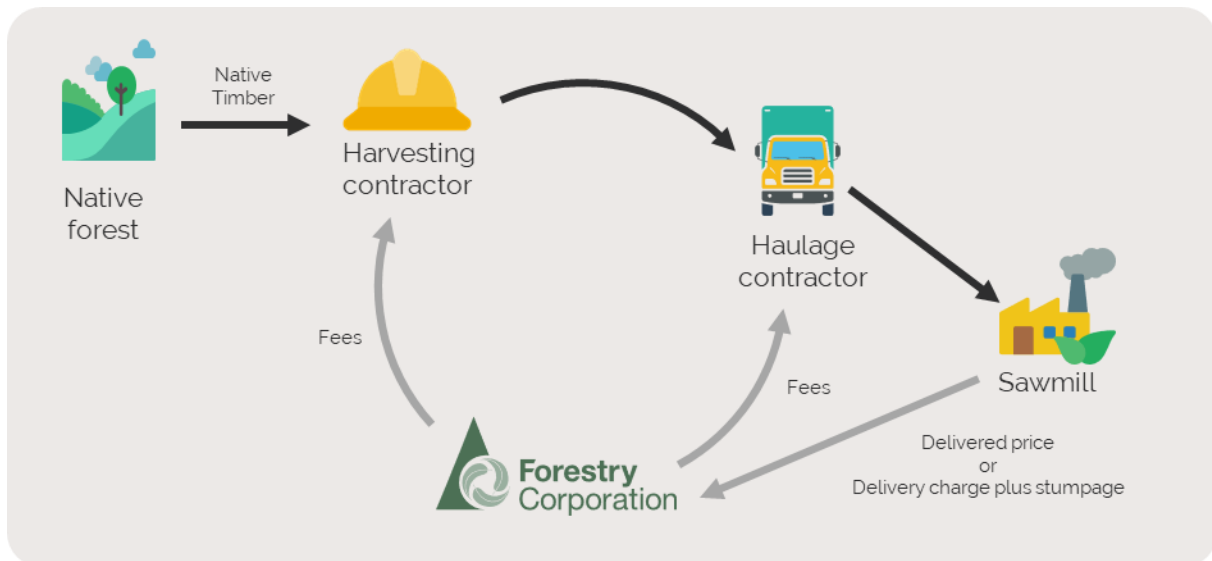 Native
Timber
Native
forest
Harvesting
contractor
Haulage
contractor
Sawmill
Fees
Fees
Delivered price
or
Delivery charge plus stumpage
Forestry
Corporation